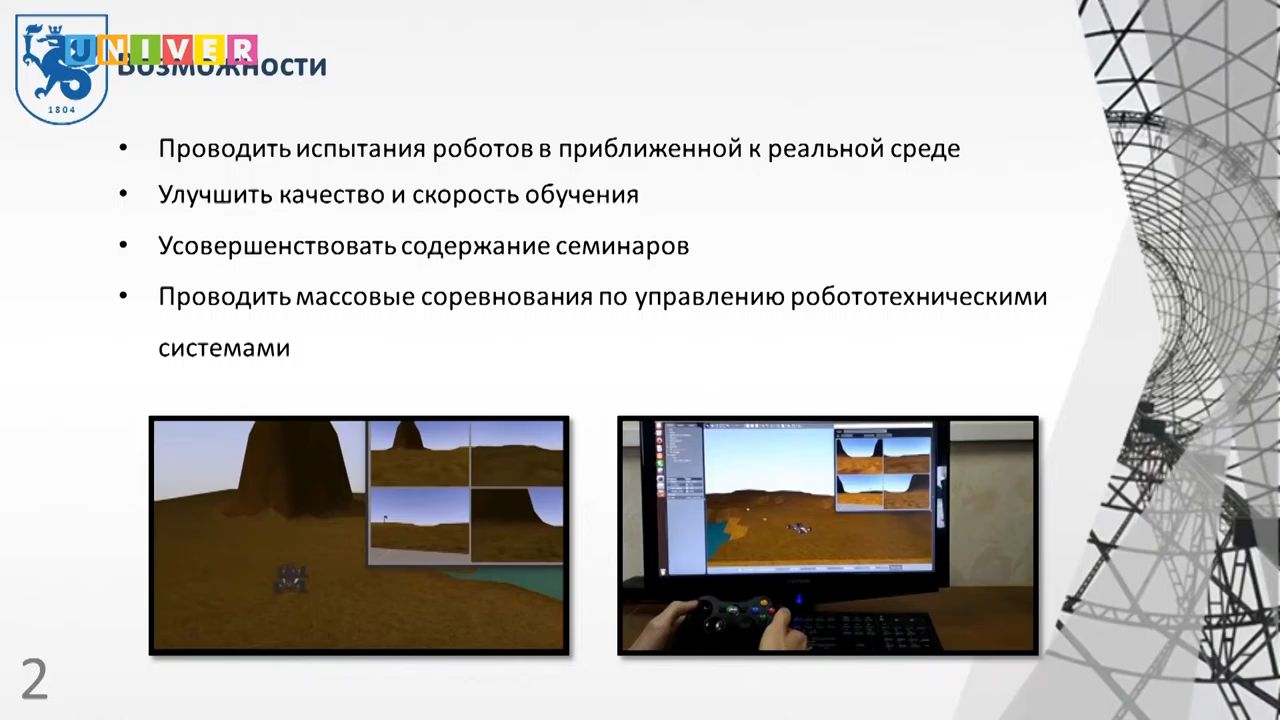 UNIVER
Возможности
1804
• Проводить испытания роботов в приближенной к реальной среде
• Улучшить качество и скорость обучения
• Усовершенствовать содержание семинаров
• Проводить массовые соревнования по управлению робототехническими
системами
2